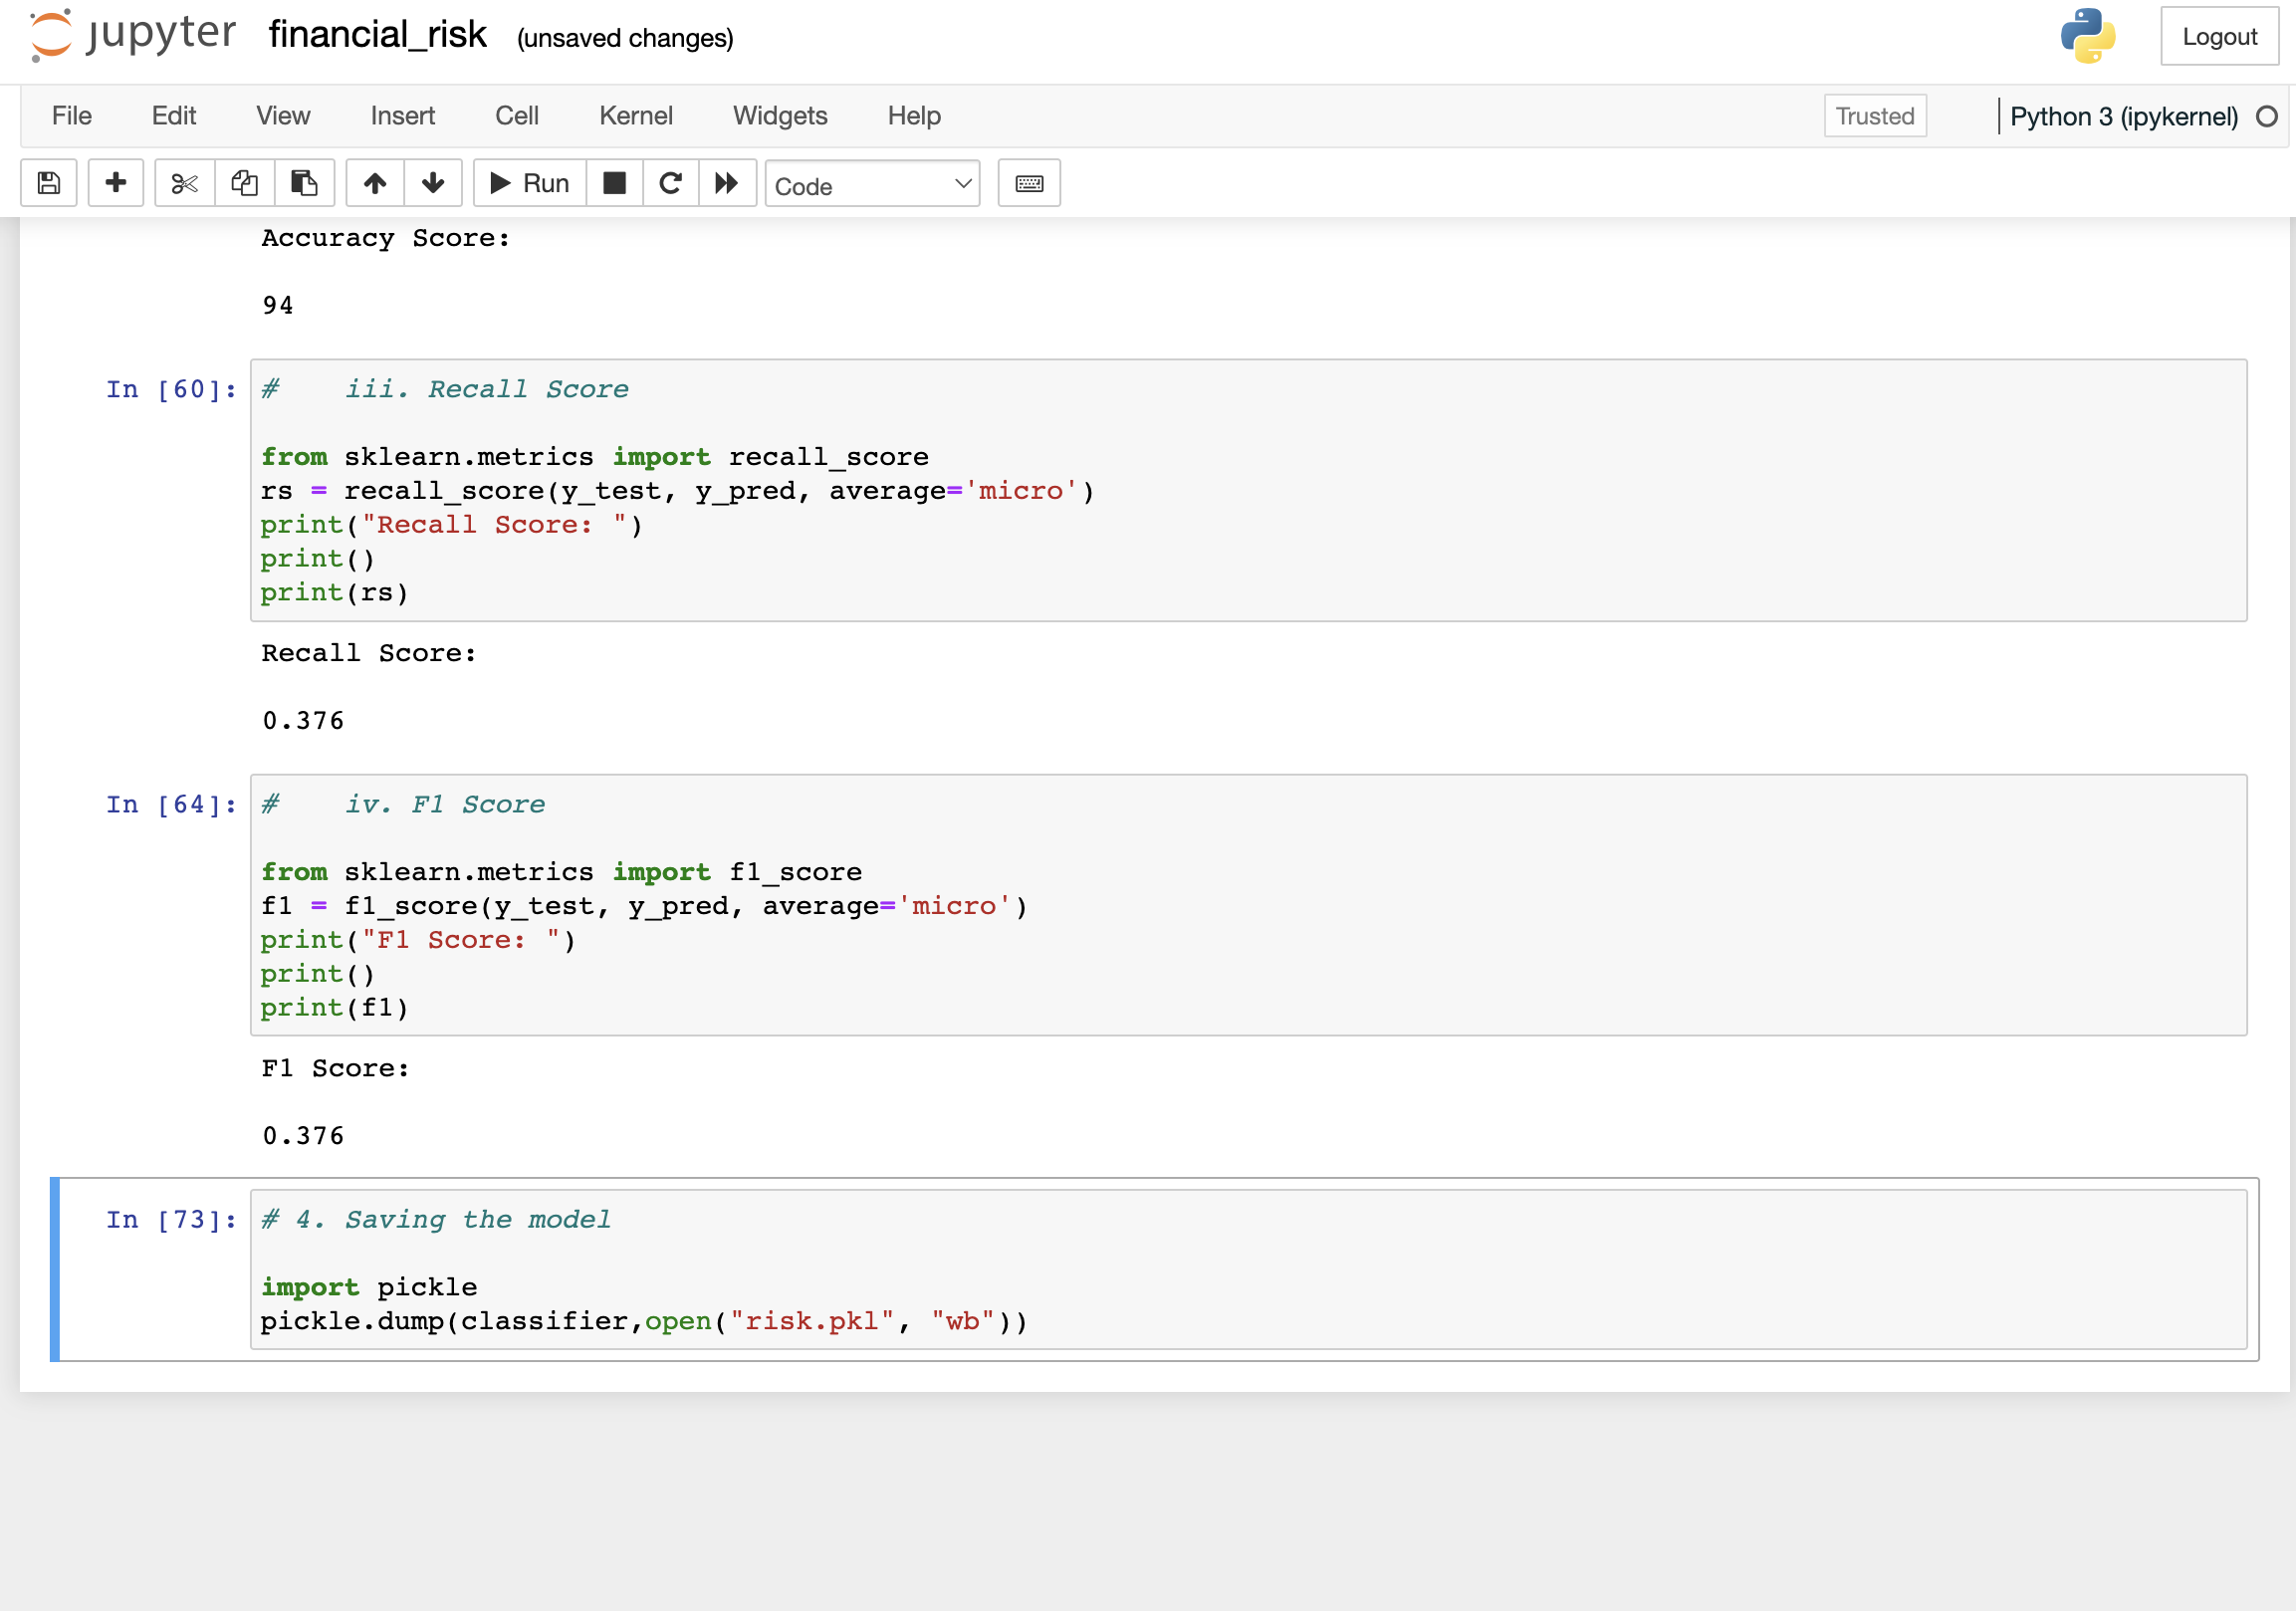 jupyter financial_risk (unsaved changes) Logout
File Edit View Insert Cell Kernel Widgets Help Trusted Python 3 (ipykernel)
Run Code
Accuracy Score:
94
In [60]: #    iii. Recall Score
from sklearn.metrics import recall_score
rs = recall_score(y_test, y_pred, average='micro')
print("Recall Score: ")
print()
print(rs)
Recall Score:
0.376
In [64]: #    iv. F1 Score
from sklearn.metrics import f1_score
f1 = f1_score(y_test, y_pred, average='micro')
print("F1 Score: ")
print()
print(f1)
F1 Score:
0.376
In [73]: # 4. Saving the model
import pickle
pickle.dump(classifier,open("risk.pkl", "wb"))